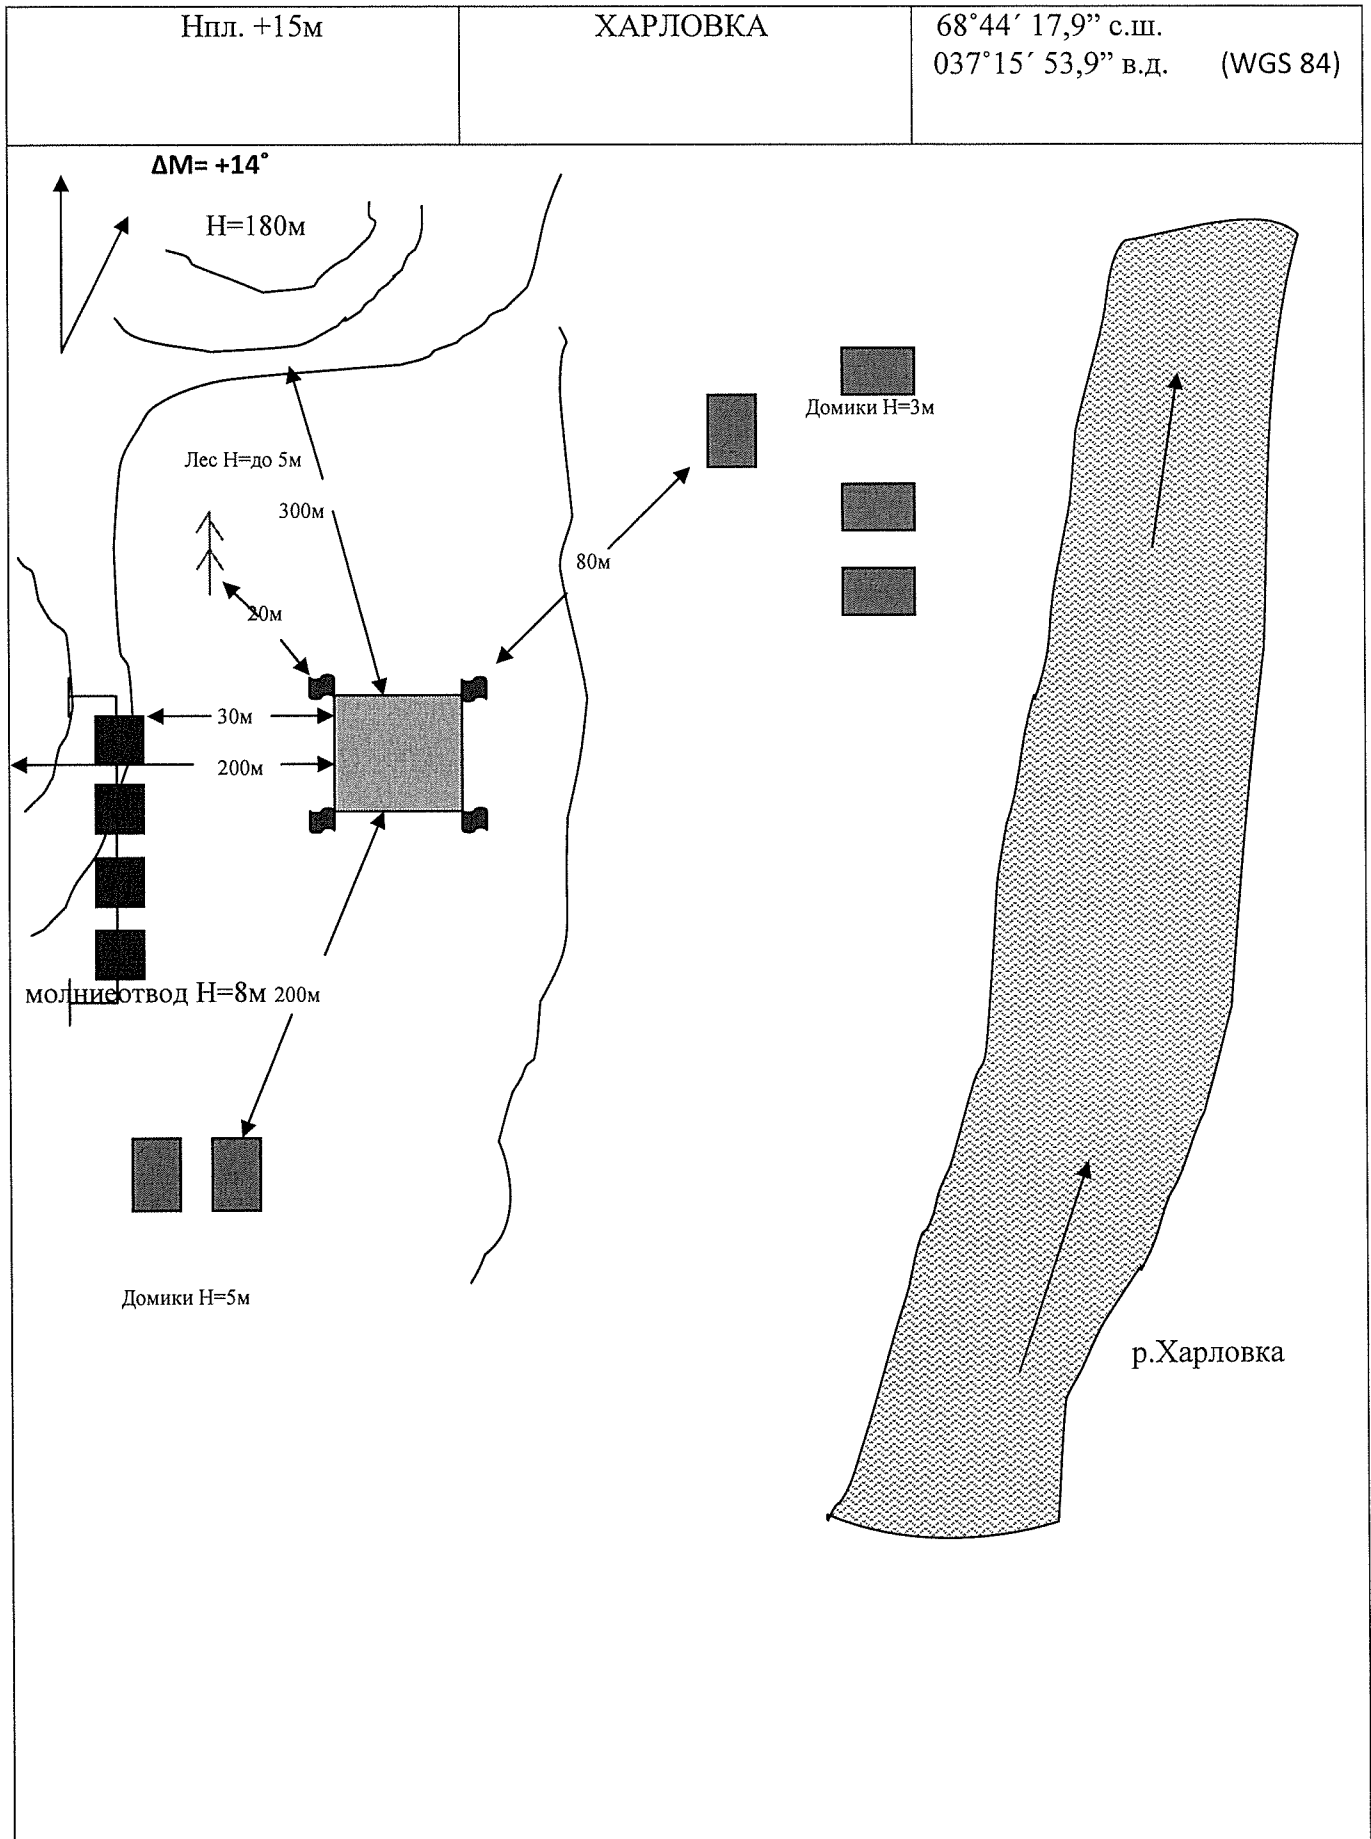 Нпл. +15м
ХАРЛОВКА
68°44´ 17,9” с.ш.
037°15´ 53,9” в.д. (WGS 84)
ΔМ= +14°
Н=180м
Домики Н=3м
Лес Н=до 5м
300м
80м
20м
30м
200м
молниеотвод Н=8м 200м
Домики Н=5м
р.Харловка